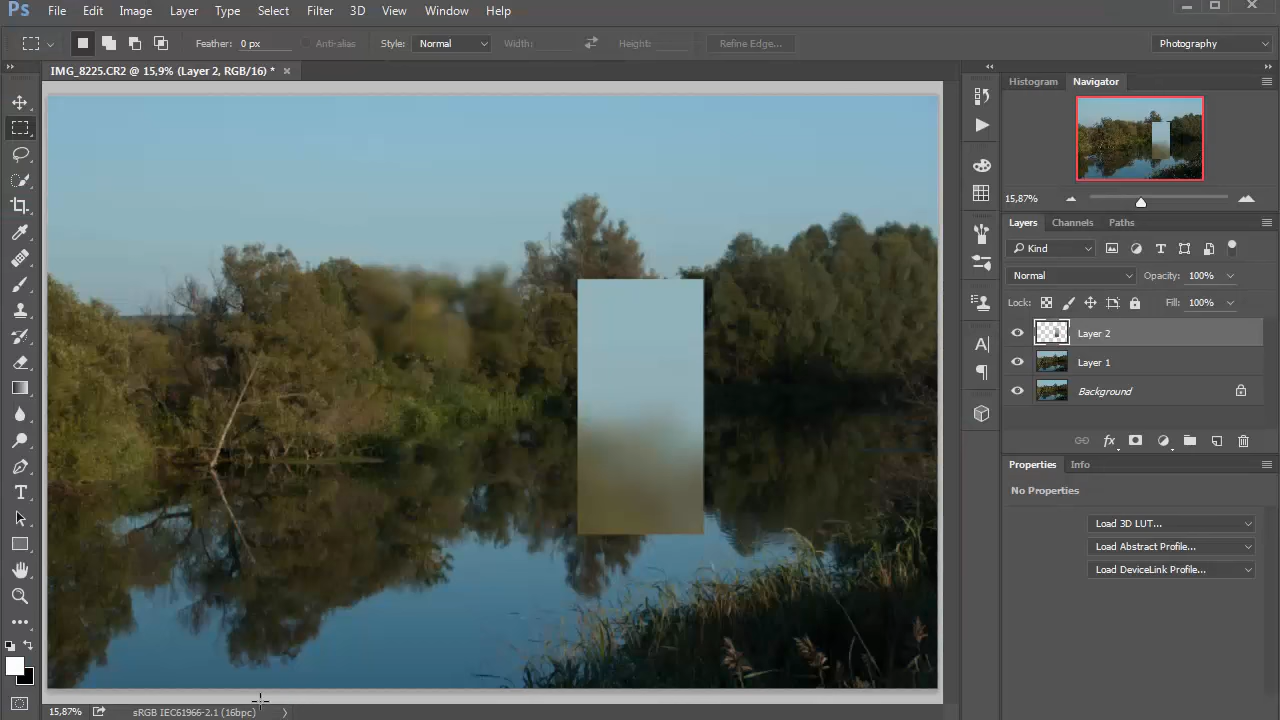 Ps File Edit Image Layer Type Select Filter 3D View Window Help
Feather: 0 px Anti-alias Style: Normal Width: Height: Refine Edge... Photography
IMG_8225.CR2 @ 15,9% (Layer 2, RGB/16) * ×
Histogram Navigator
15,87%
Layers Channels Paths
Kind
Normal Opacity: 100%
Lock: Fill: 100%
Layer 2
Layer 1
Background
fx
Properties Info
No Properties
Load 3D LUT...
Load Abstract Profile...
Load DeviceLink Profile...
15,87% sRGB IEC61966-2.1 (16bpc)